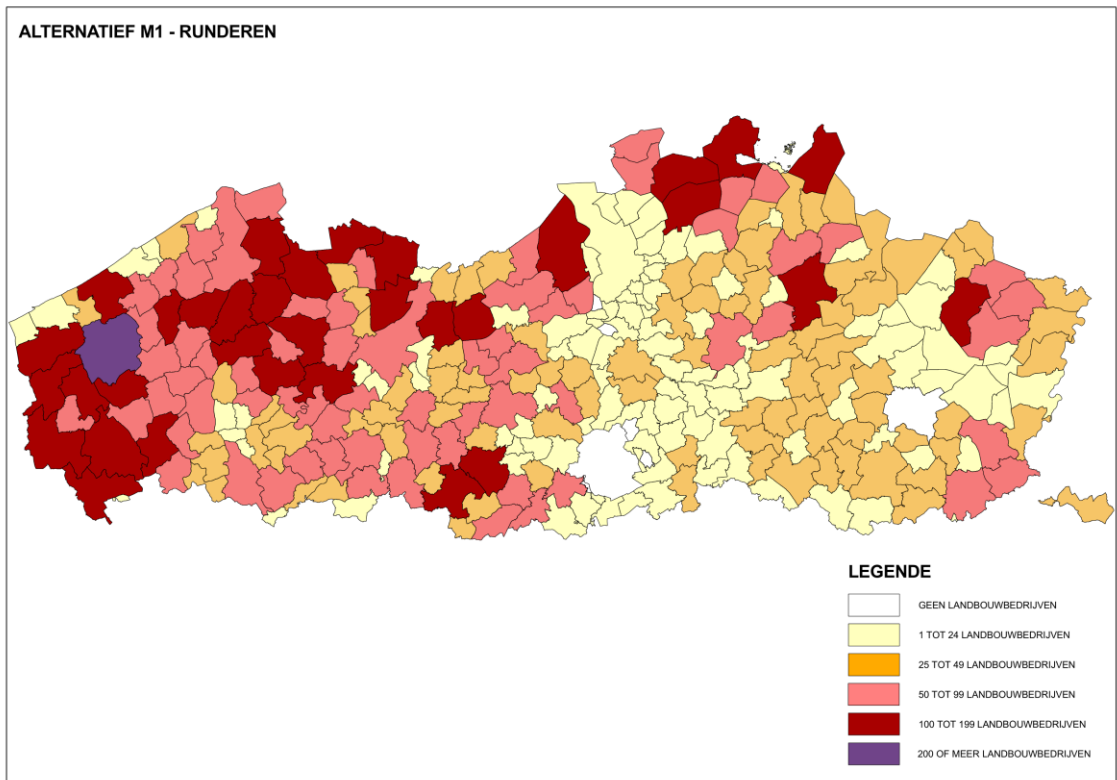 ALTERNATIEF M1 - RUNDEREN
LEGENDE
GEEN LANDBOUWBEDRIJVEN
1 TOT 24 LANDBOUWBEDRIJVEN
25 TOT 49 LANDBOUWBEDRIJVEN
50 TOT 99 LANDBOUWBEDRIJVEN
100 TOT 199 LANDBOUWBEDRIJVEN
200 OF MEER LANDBOUWBEDRIJVEN